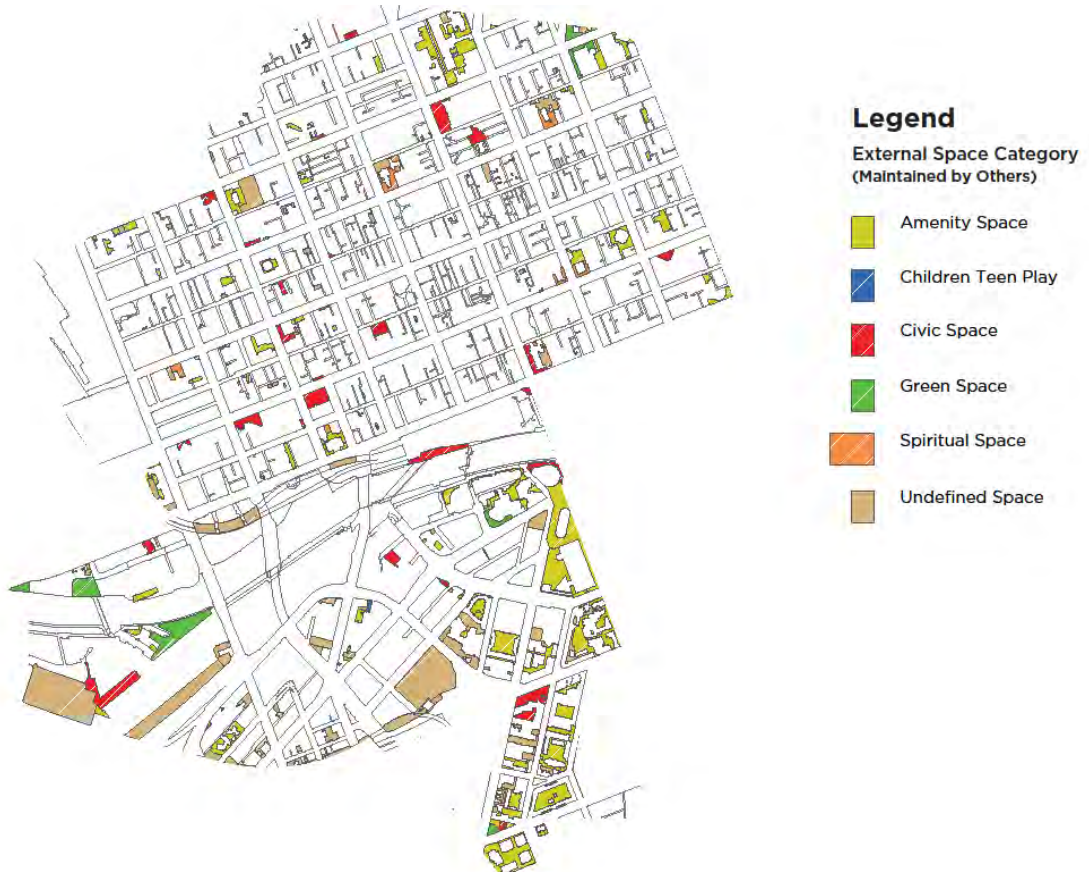 Legend
External Space Category
(Maintained by Others)
Amenity Space
Children Teen Play
Civic Space
Green Space
Spiritual Space
Undefined Space